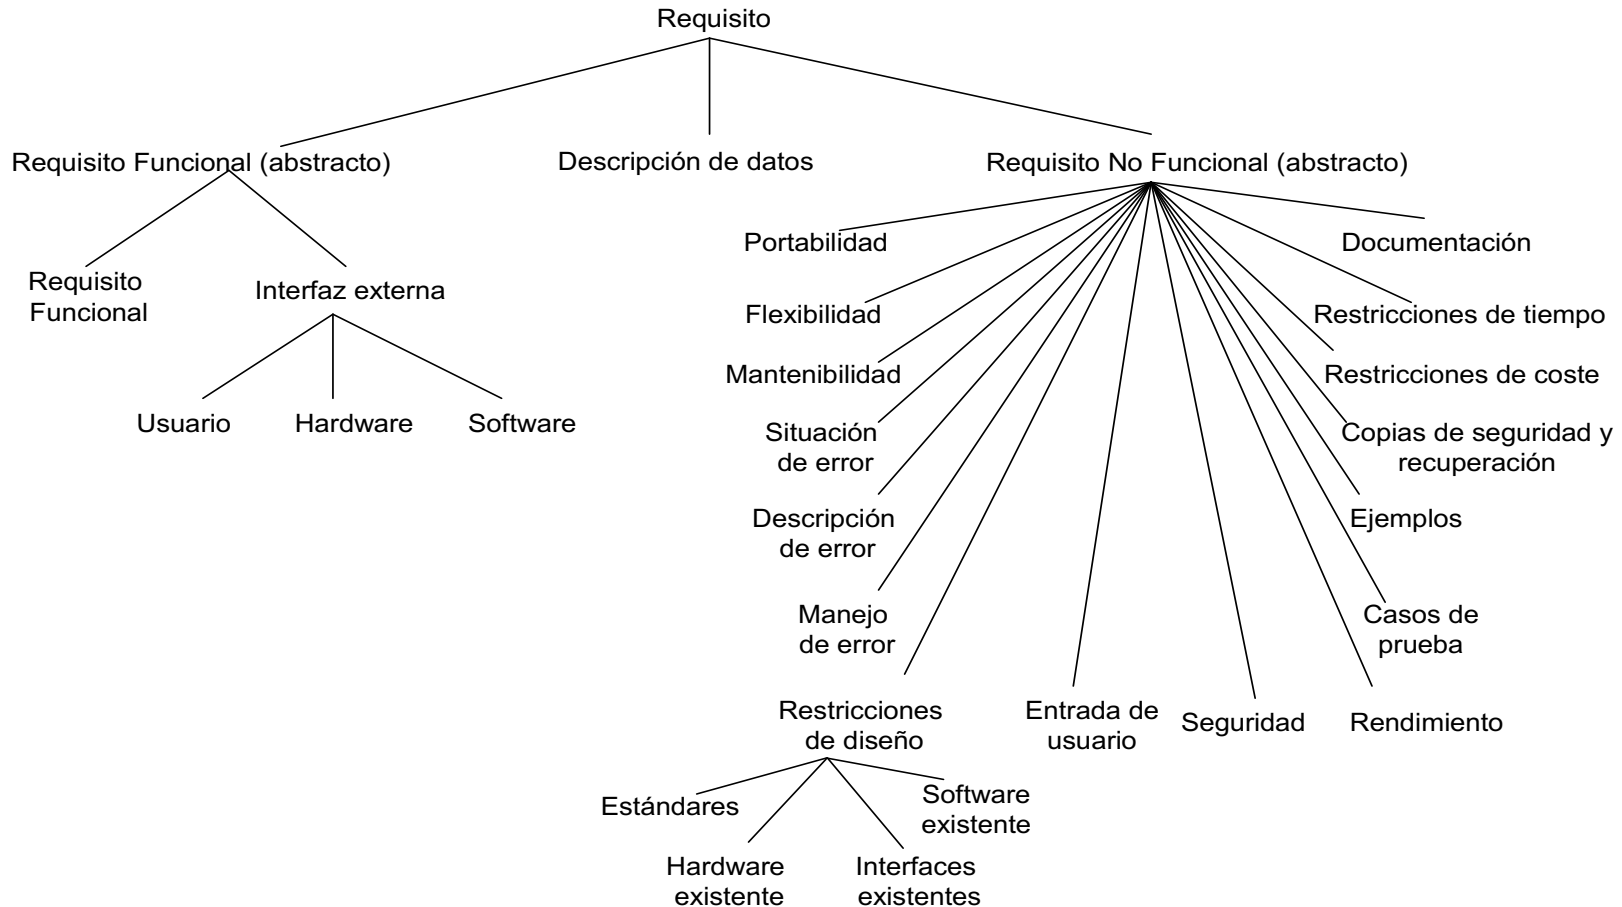 Requisito
Requisito Funcional (abstracto)
Descripción de datos
Requisito No Funcional (abstracto)
Requisito
Funcional
Interfaz externa
Usuario
Hardware
Software
Portabilidad
Flexibilidad
Mantenibilidad
Situación
de error
Descripción
de error
Manejo
de error
Restricciones
de diseño
Estándares
Hardware
existente
Interfaces
existentes
Software
existente
Entrada de
usuario
Seguridad
Rendimiento
Casos de
prueba
Ejemplos
Copias de seguridad y
recuperación
Restricciones de coste
Restricciones de tiempo
Documentación